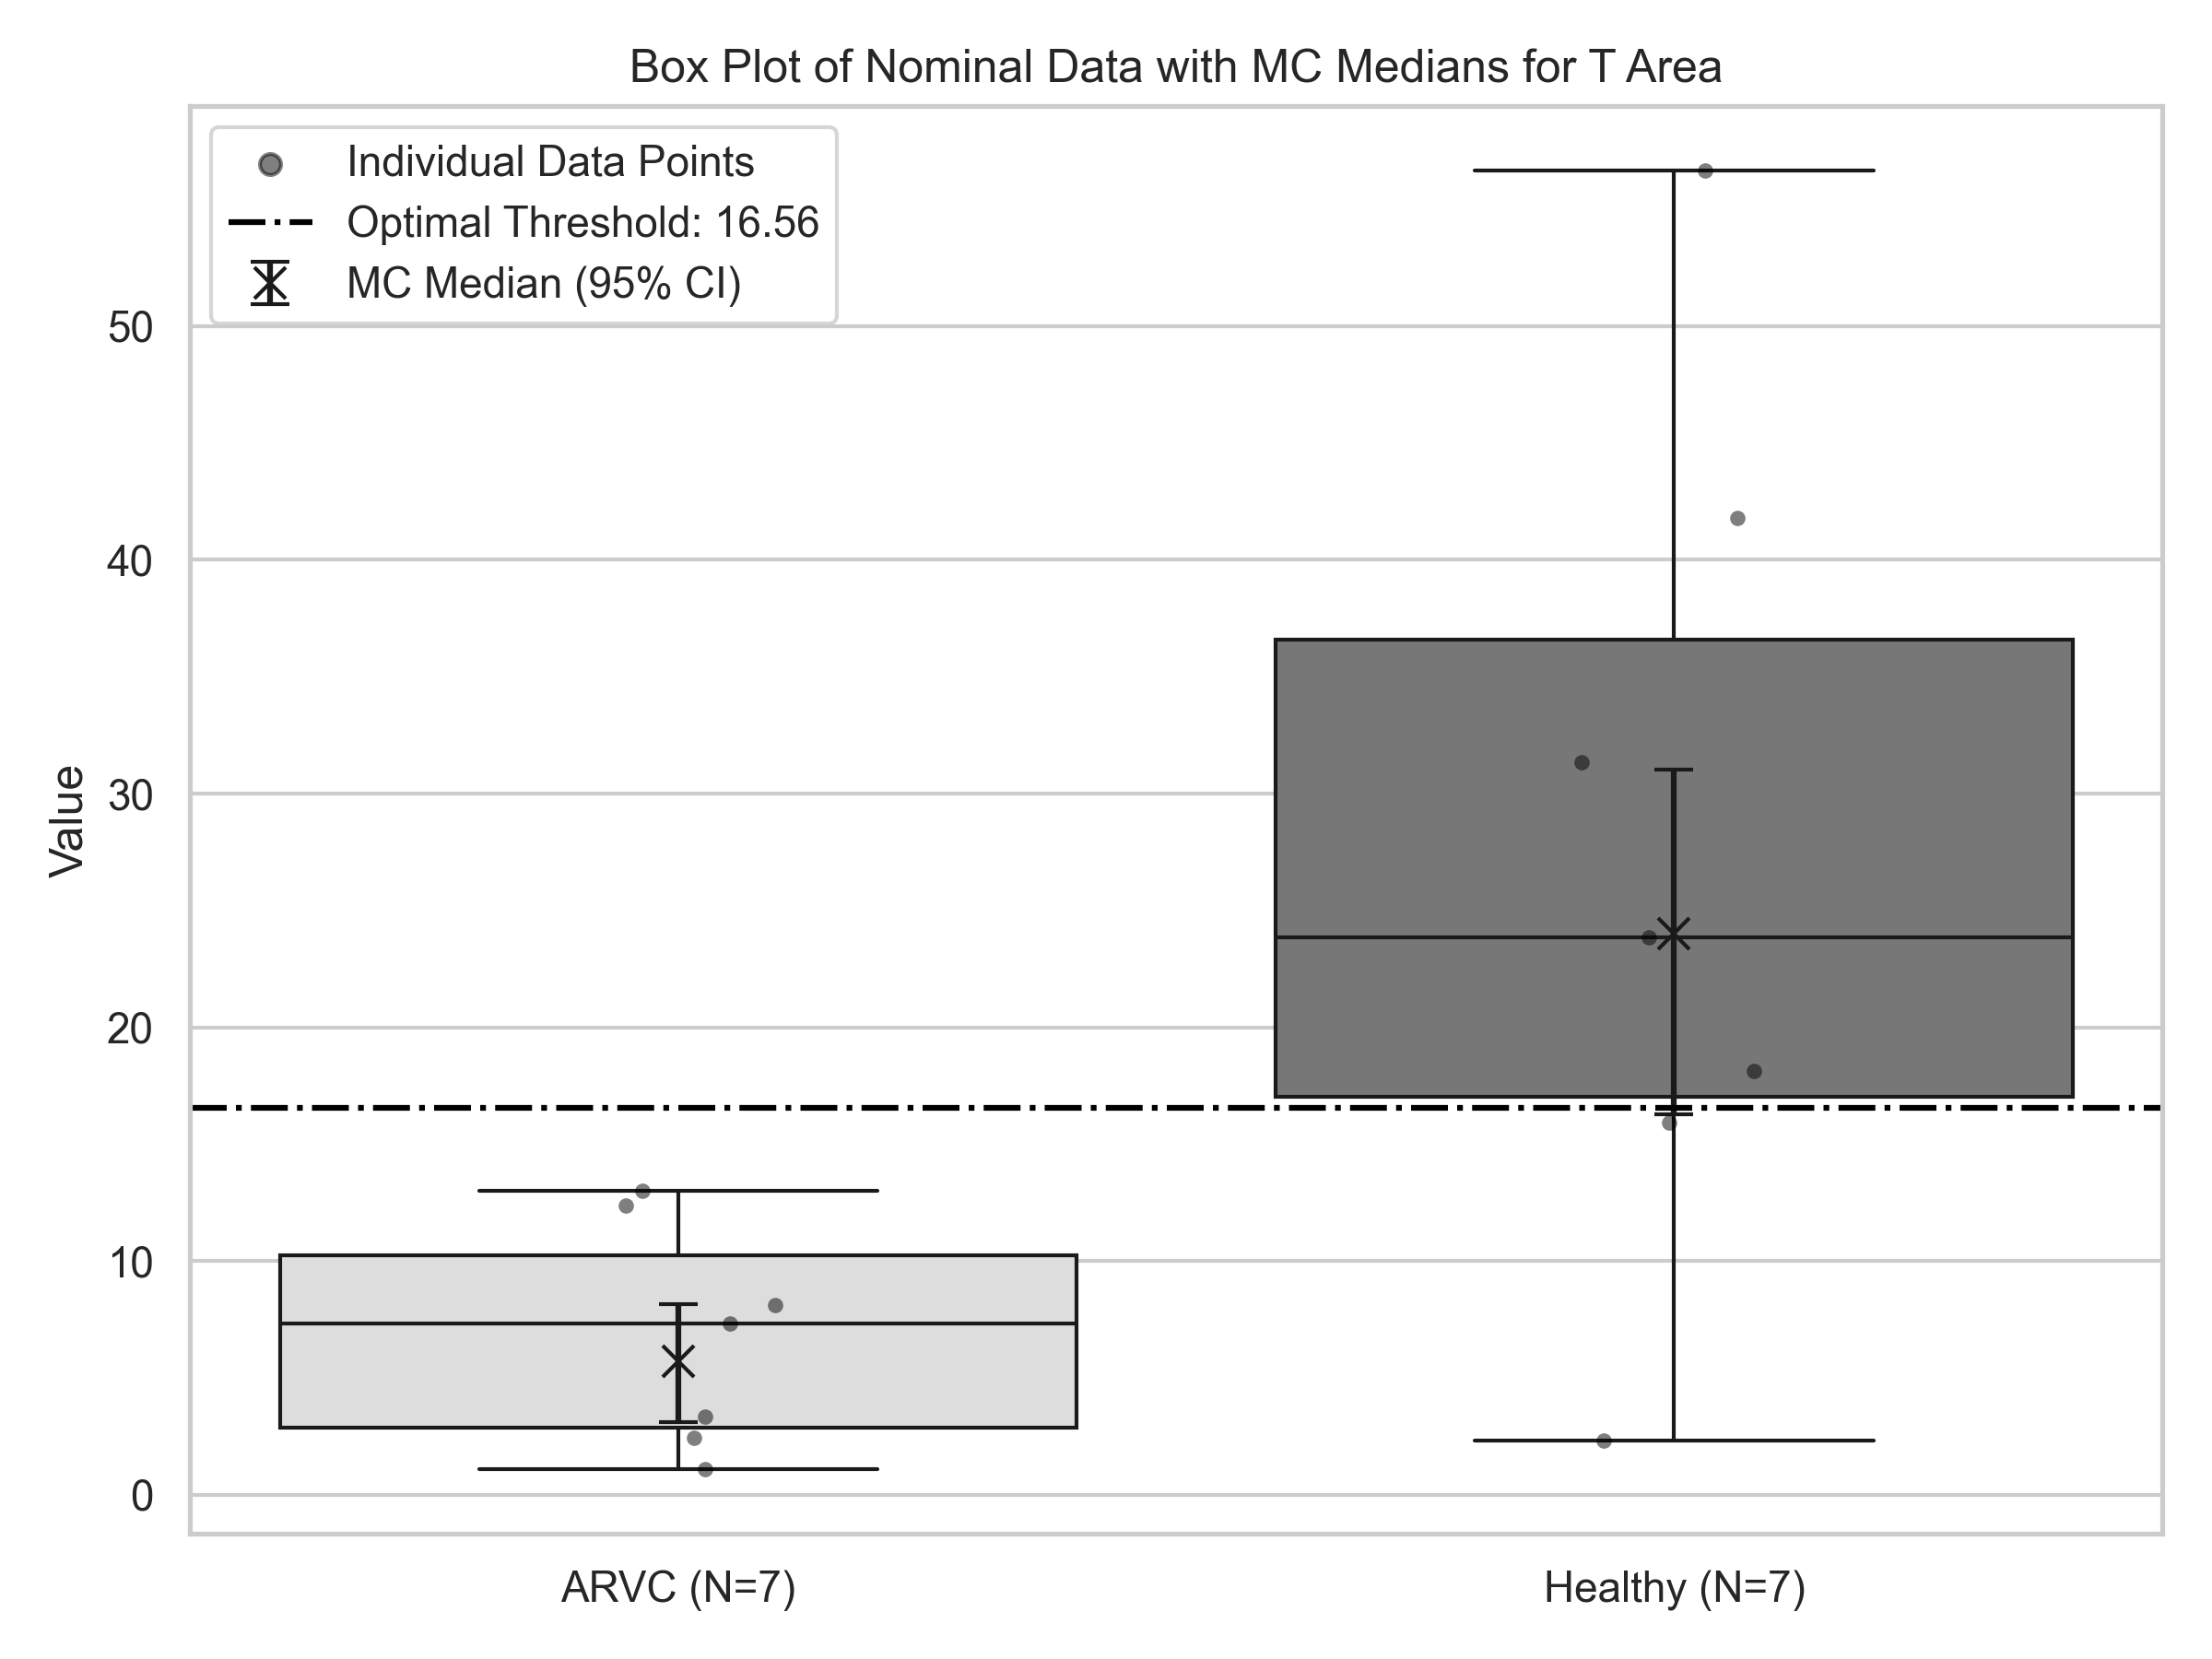 Box Plot of Nominal Data with MC Medians for T Area
Individual Data Points
Optimal Threshold: 16.56
MC Median (95% CI)
Value
50
40
30
20
10
0
ARVC (N=7)
Healthy (N=7)